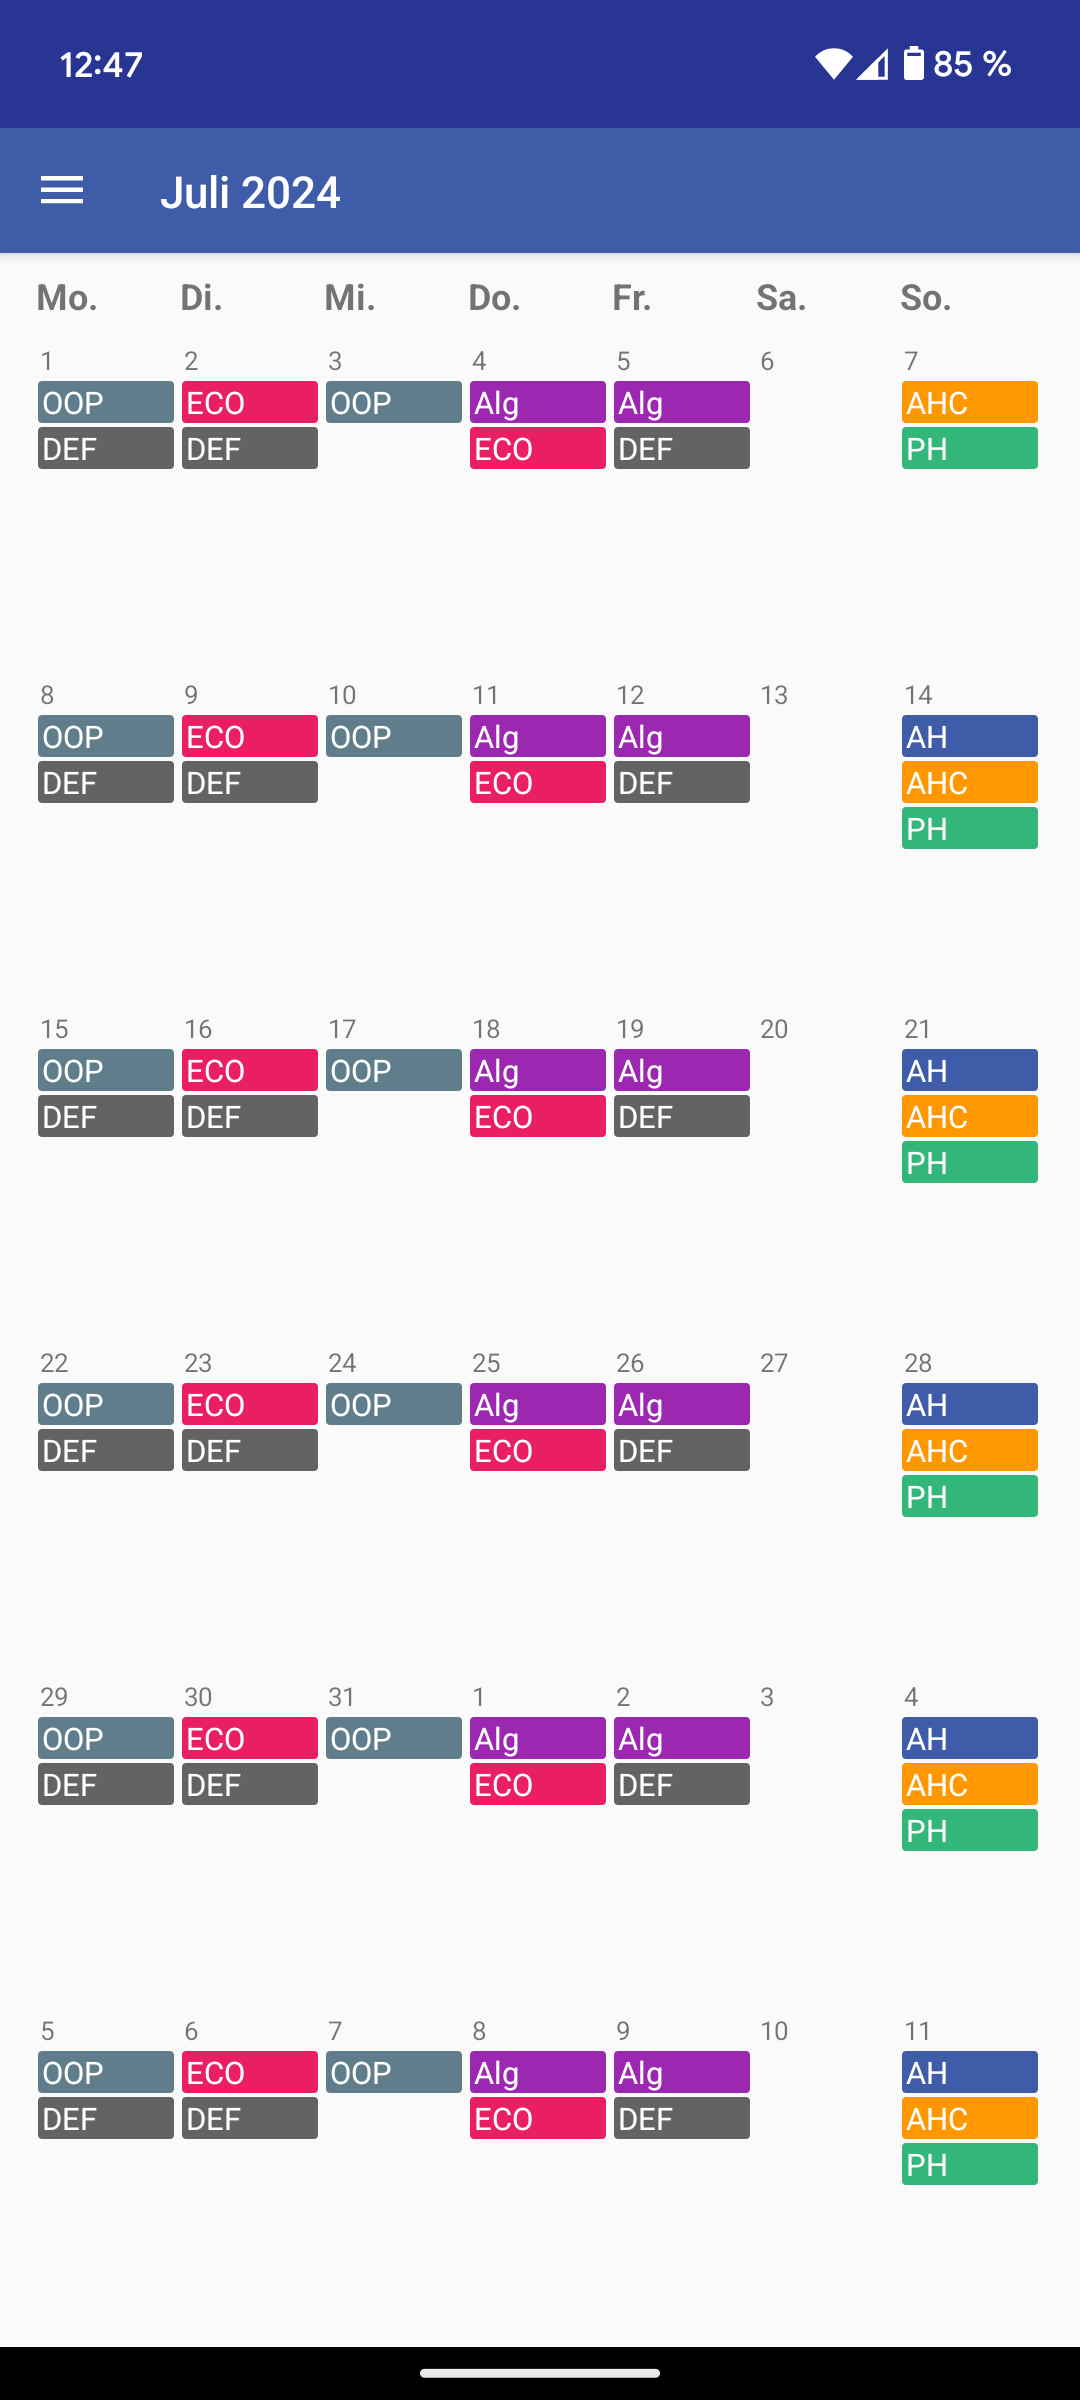 12:47 85 %
Juli 2024
Mo. Di. Mi. Do. Fr. Sa. So.
1 2 3 4 5 6 7
OOP ECO OOP Alg Alg AHC
DEF DEF ECO DEF PH
8 9 10 11 12 13 14
OOP ECO OOP Alg Alg AH
DEF DEF ECO DEF AHC
PH
15 16 17 18 19 20 21
OOP ECO OOP Alg Alg AH
DEF DEF ECO DEF AHC
PH
22 23 24 25 26 27 28
OOP ECO OOP Alg Alg AH
DEF DEF ECO DEF AHC
PH
29 30 31 1 2 3 4
OOP ECO OOP Alg Alg AH
DEF DEF ECO DEF AHC
PH
5 6 7 8 9 10 11
OOP ECO OOP Alg Alg AH
DEF DEF ECO DEF AHC
PH